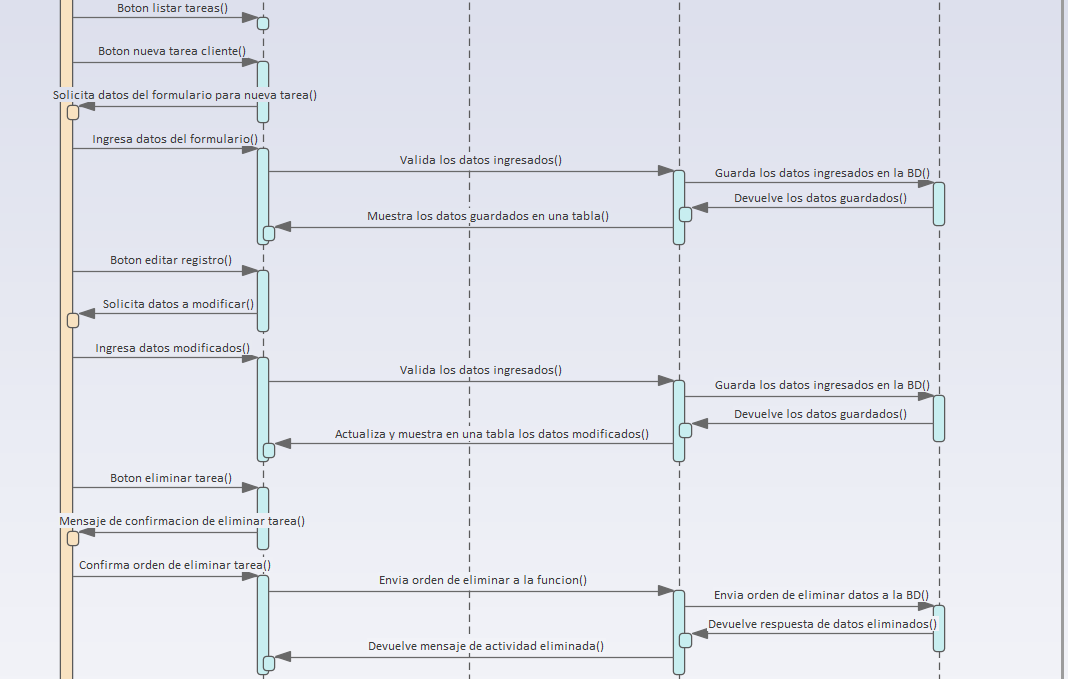 Boton listar tareas()
Boton nueva tarea cliente()
Solicita datos del formulario para nueva tarea()
Ingresa datos del formulario()
Valida los datos ingresados()
Guarda los datos ingresados en la BD()
Devuelve los datos guardados()
Muestra los datos guardados en una tabla()
Boton editar registro()
Solicita datos a modificar()
Ingresa datos modificados()
Valida los datos ingresados()
Guarda los datos ingresados en la BD()
Devuelve los datos guardados()
Actualiza y muestra en una tabla los datos modificados()
Boton eliminar tarea()
Mensaje de confirmacion de eliminar tarea()
Confirma orden de eliminar tarea()
Envia orden de eliminar a la funcion()
Envia orden de eliminar datos a la BD()
Devuelve respuesta de datos eliminados()
Devuelve mensaje de actividad eliminada()